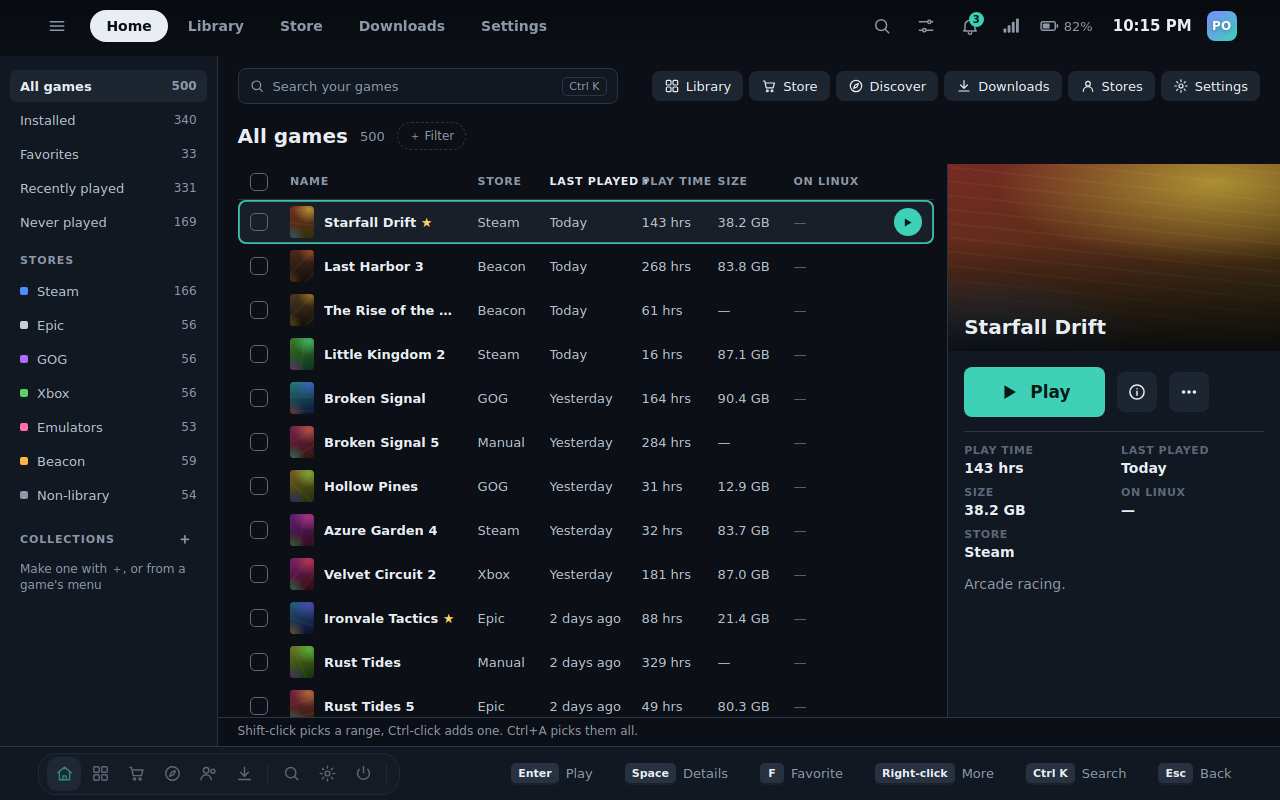 Home Library Store Downloads Settings 3 82% 10:15 PM PO
All games 500
Installed 340
Favorites 33
Recently played 331
Never played 169
STORES
Steam 166
Epic 56
GOG 56
Xbox 56
Emulators 53
Beacon 59
Non-library 54
COLLECTIONS +
Make one with +, or from a
game's menu
Search your games Ctrl K
Library Store Discover Downloads Stores Settings
All games 500 + Filter
NAME STORE LAST PLAYED PLAY TIME SIZE ON LINUX
Starfall Drift ★ Steam Today 143 hrs 38.2 GB —
Last Harbor 3 Beacon Today 268 hrs 83.8 GB —
The Rise of the ... Beacon Today 61 hrs — —
Little Kingdom 2 Steam Today 16 hrs 87.1 GB —
Broken Signal GOG Yesterday 164 hrs 90.4 GB —
Broken Signal 5 Manual Yesterday 284 hrs — —
Hollow Pines GOG Yesterday 31 hrs 12.9 GB —
Azure Garden 4 Steam Yesterday 32 hrs 83.7 GB —
Velvet Circuit 2 Xbox Yesterday 181 hrs 87.0 GB —
Ironvale Tactics ★ Epic 2 days ago 88 hrs 21.4 GB —
Rust Tides Manual 2 days ago 329 hrs — —
Rust Tides 5 Epic 2 days ago 49 hrs 80.3 GB —
Starfall Drift
Play
PLAY TIME LAST PLAYED
143 hrs Today
SIZE ON LINUX
38.2 GB —
STORE
Steam
Arcade racing.
Shift-click picks a range, Ctrl-click adds one. Ctrl+A picks them all.
Enter Play Space Details F Favorite Right-click More Ctrl K Search Esc Back